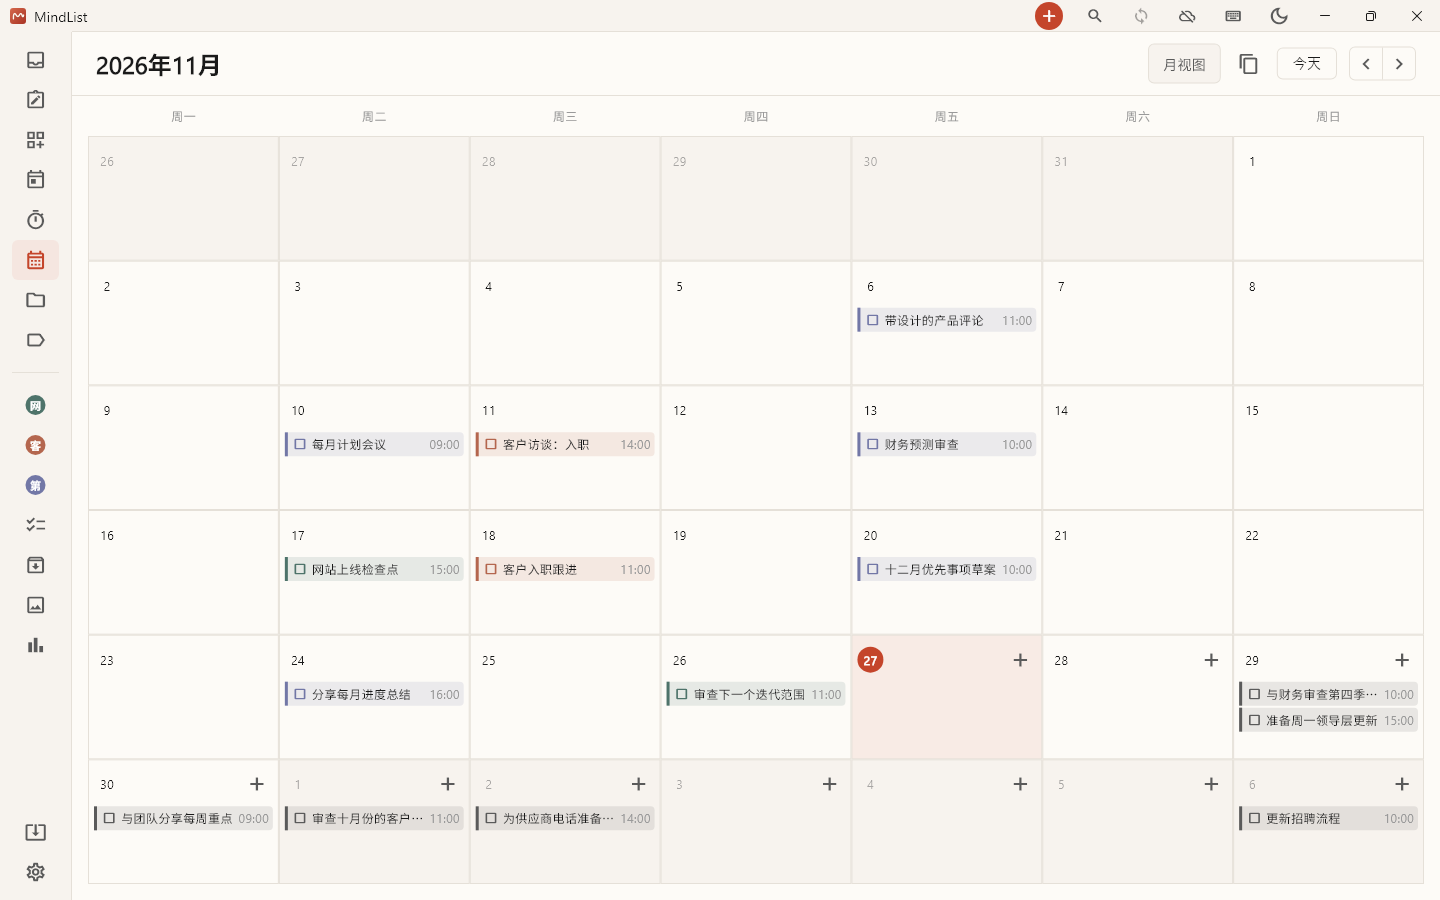 MindList
2026年11月
月视图
今天
周一 周二 周三 周四 周五 周六 周日
26 27 28 29 30 31 1
2 3 4 5 6 7 8
带设计的产品评论 11:00
网
客
第
9 10 11 12 13 14 15
每月计划会议 09:00
客户访谈：入职 14:00
财务预测审查 10:00
16 17 18 19 20 21 22
网站上线检查点 15:00
客户入职跟进 11:00
十二月优先事项草案 10:00
23 24 25 26 27 28 29
分享每月进度总结 16:00
审查下一个迭代范围 11:00
与财务审查第四季… 10:00
准备周一领导层更新 15:00
30 1 2 3 4 5 6
与团队分享每周重点 09:00
审查十月份的客户… 11:00
为供应商电话准备… 14:00
更新招聘流程 10:00